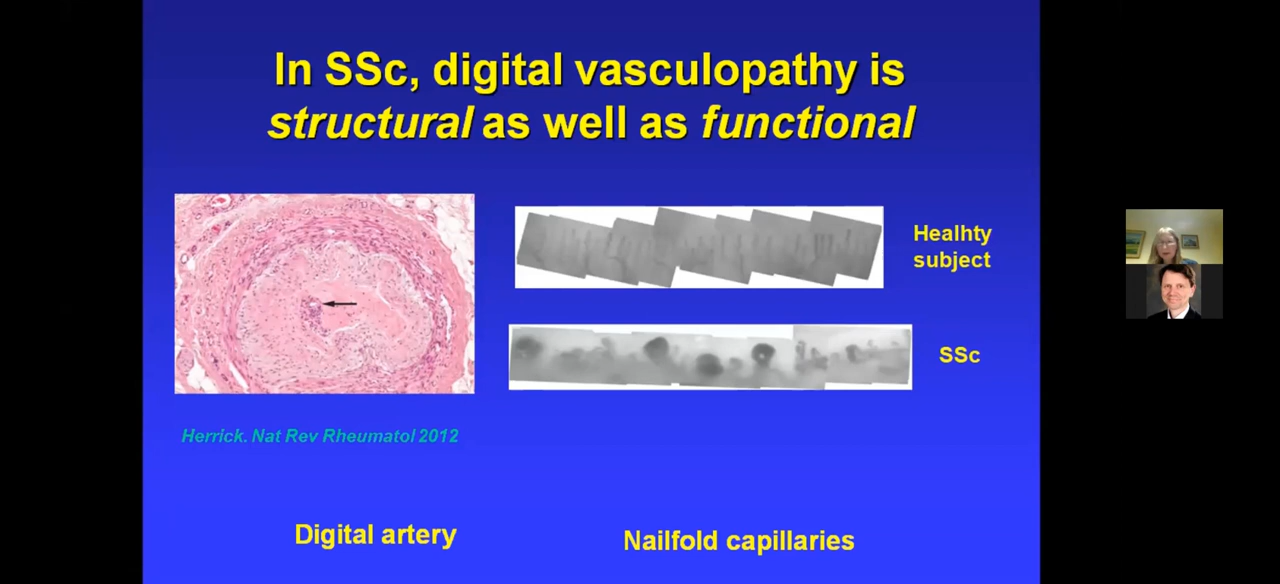 In SSc, digital vasculopathy is
structural as well as functional
Healhty
subject
SSc
Herrick. Nat Rev Rheumatol 2012
Digital artery
Nailfold capillaries